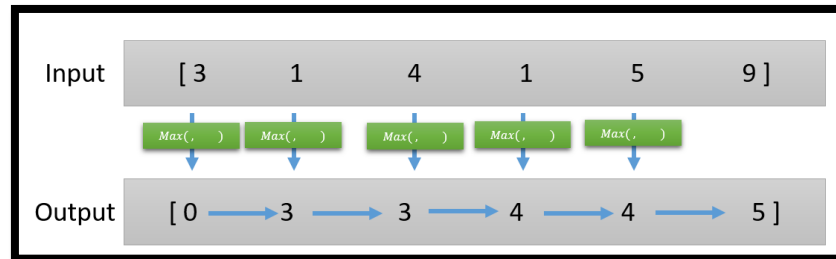 Input [ 3 1 4 1 5 9 ]
Max(, ) Max(, ) Max(, ) Max(, ) Max(, )
Output [ 0 3 3 4 4 5 ]